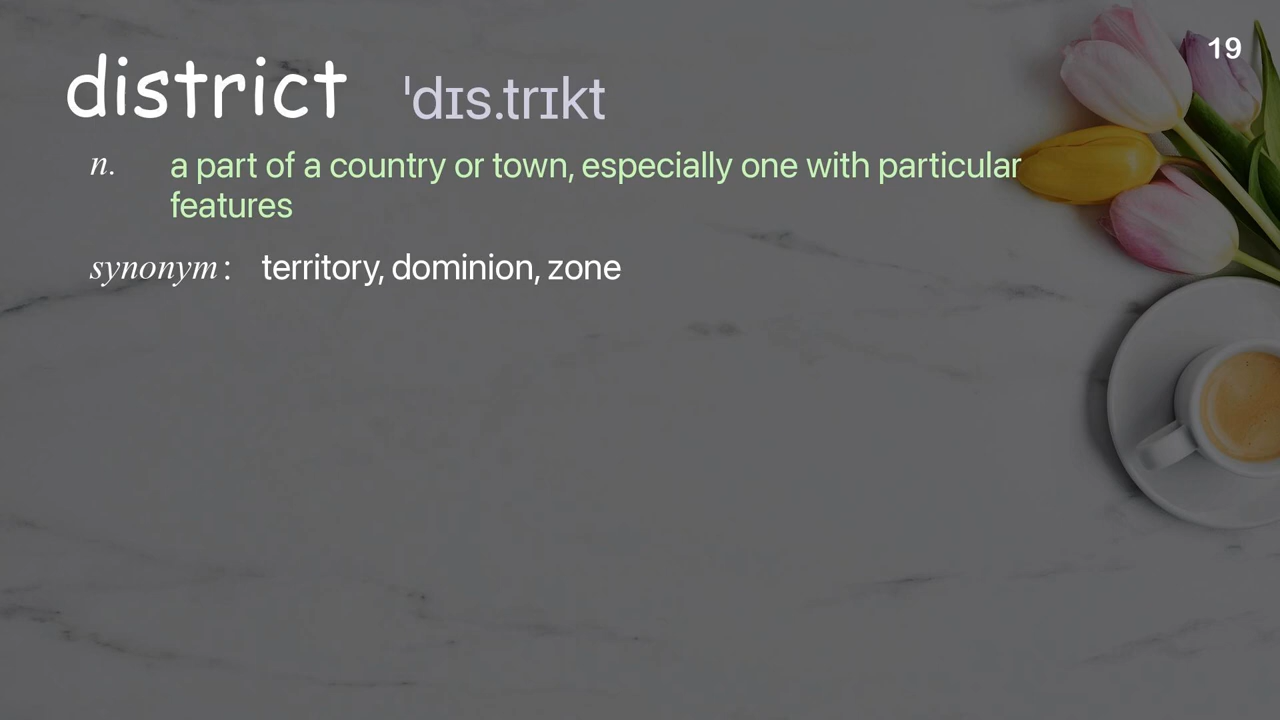 19
district ˈdɪs.trɪkt
n. a part of a country or town, especially one with particular
features
synonym: territory, dominion, zone